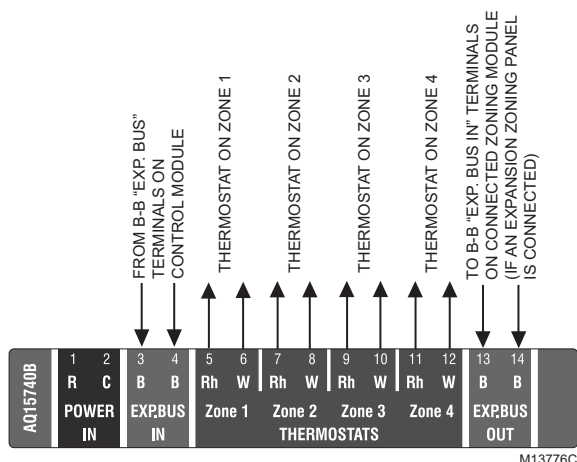 FROM B-B “EXP. BUS”
TERMINALS ON
CONTROL MODULE
THERMOSTAT ON ZONE 1
THERMOSTAT ON ZONE 2
THERMOSTAT ON ZONE 3
THERMOSTAT ON ZONE 4
TO B-B “EXP. BUS IN” TERMINALS
ON CONNECTED ZONING MODULE
(IF AN EXPANSION ZONING PANEL
IS CONNECTED)
AQ15740B
1 2 3 4 5 6 7 8 9 10 11 12 13 14
R C B B Rh W Rh W Rh W Rh W B B
POWER IN
EXP.BUS IN
Zone 1 Zone 2 Zone 3 Zone 4
THERMOSTATS
EXP.BUS OUT
M13776C